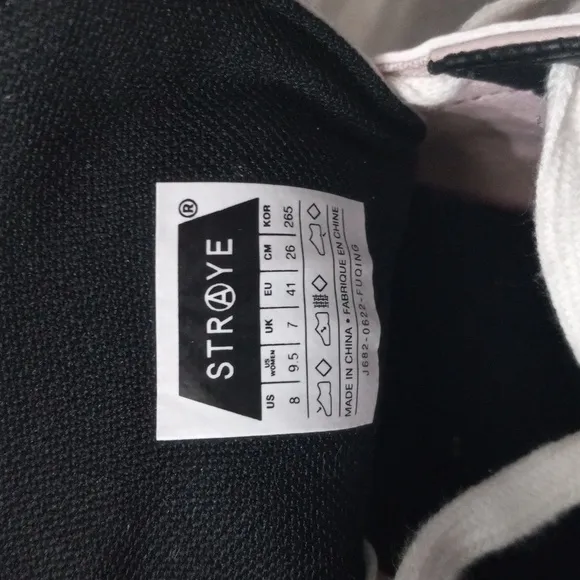 STRAYE®
US US WOMEN UK EU CM KOR
8 9.5 7 41 26 265
MADE IN CHINA • FABRIQUE EN CHINE
J682-0622-FUQING